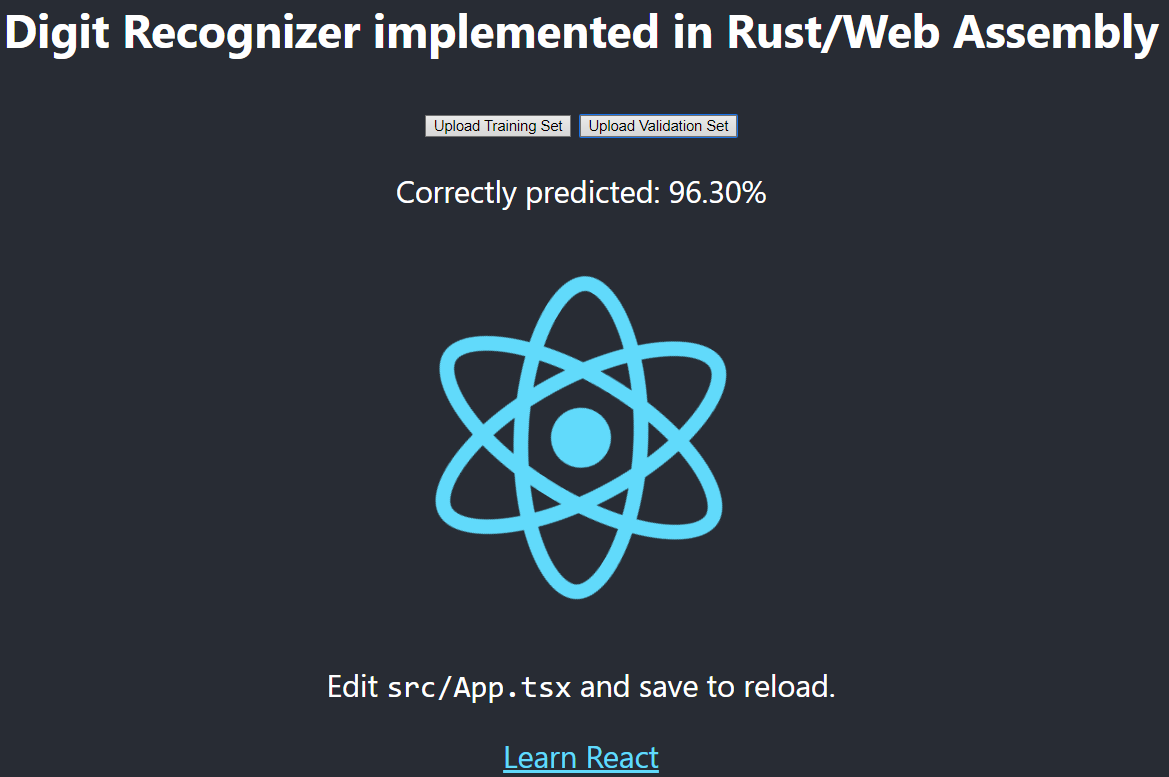 Digit Recognizer implemented in Rust/Web Assembly
Upload Training Set Upload Validation Set
Correctly predicted: 96.30%
Edit src/App.tsx and save to reload.
Learn React